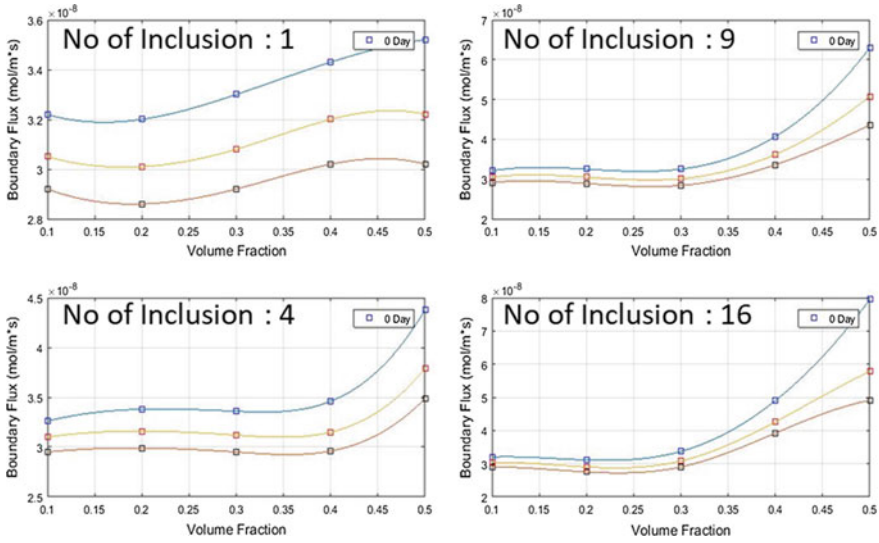 × 10⁻⁸
No of Inclusion : 1
0 Day
3.6
3.4
3.2
3
2.8
Boundary Flux (mol/m*s)
0.1 0.15 0.2 0.25 0.3 0.35 0.4 0.45 0.5
Volume Fraction
× 10⁻⁸
No of Inclusion : 9
0 Day
7
6
5
4
3
2
Boundary Flux (mol/m*s)
0.1 0.15 0.2 0.25 0.3 0.35 0.4 0.45 0.5
Volume Fraction
× 10⁻⁸
No of Inclusion : 4
0 Day
4.5
4
3.5
3
2.5
Boundary Flux (mol/m*s)
0.1 0.15 0.2 0.25 0.3 0.35 0.4 0.45 0.5
Volume Fraction
× 10⁻⁸
No of Inclusion : 16
0 Day
8
7
6
5
4
3
2
Boundary Flux (mol/m*s)
0.1 0.15 0.2 0.25 0.3 0.35 0.4 0.45 0.5
Volume Fraction